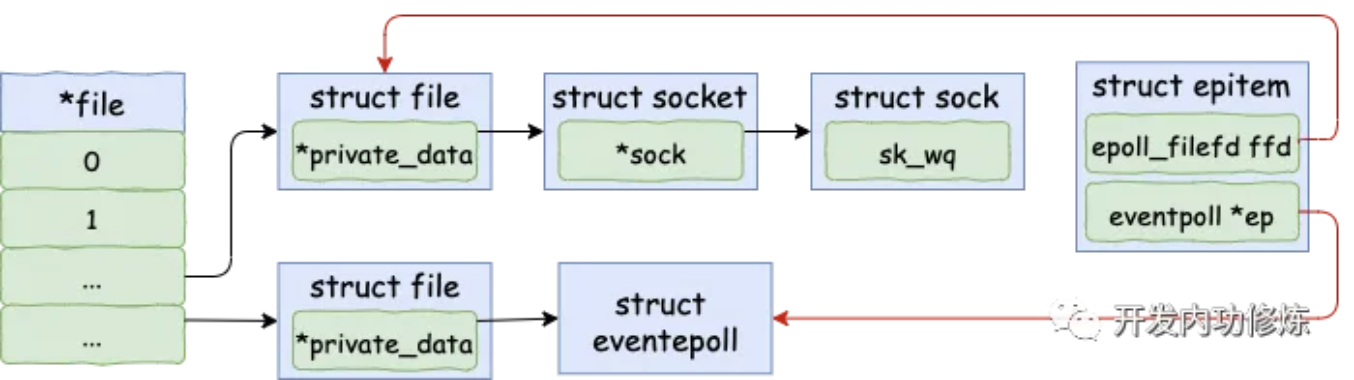 *file
0
1
...
...
struct file
*private_data
struct socket
*sock
struct sock
sk_wq
struct epitem
epoll_filefd ffd
eventpoll *ep
struct file
*private_data
struct
eventepoll
开发内功修炼